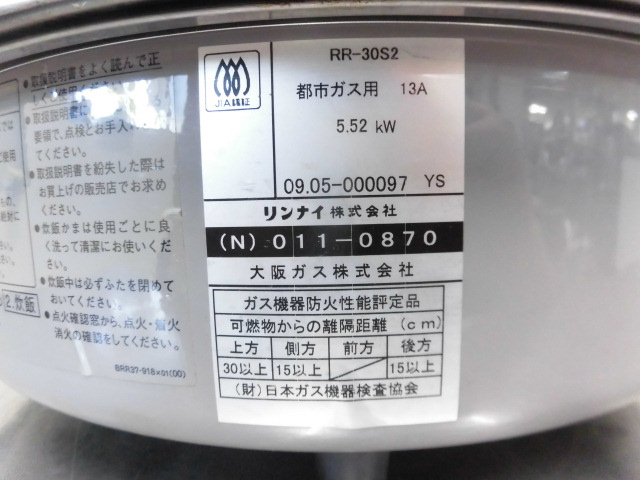 ●取扱説明書をよく読んで正
しく使用
●取扱説明書に
要領で、点検とお手入れ
てください。
●取扱説明書を紛失した際は
お買上げの販売店でお求め
ください。
●炊飯かまは使用ごとに良
く洗って清潔にお使いくだ
さい。
●炊飯中は必ずふたを閉めて
おいてください。
●点火確認窓から、点火・着火
消火の確認をしてください。
2.炊飯
BRR37-918×01(00)
JIA認証
RR-30S2
都市ガス用 13A
5.52 kW
09.05-000097 YS
リンナイ株式会社
(N) 011-0870
大阪ガス株式会社
ガス機器防火性能評定品
可燃物からの離隔距離(cm)
上方 側方 前方 後方
30以上 15以上 15以上
(財)日本ガス機器検査協会